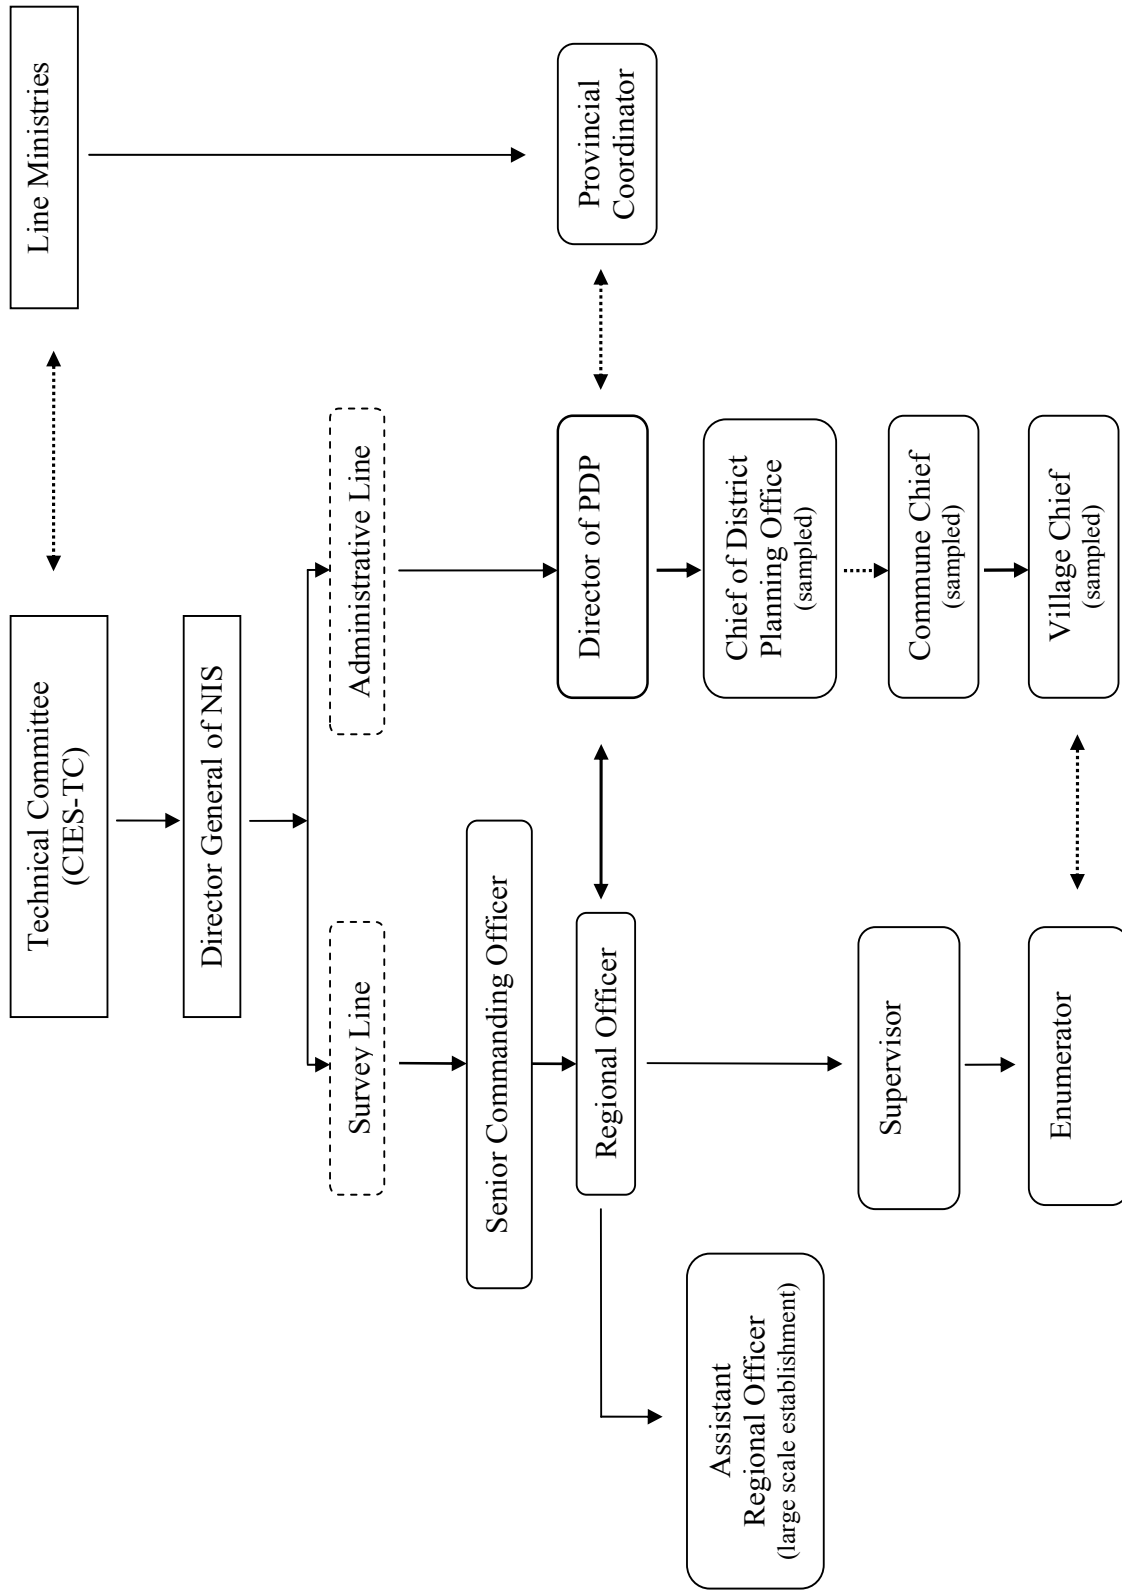 Technical Committee
(CIES-TC)
Line Ministries
Director General of NIS
Survey Line
Administrative Line
Senior Commanding Officer
Regional Officer
Director of PDP
Provincial
Coordinator
Assistant
Regional Officer
(large scale establishment)
Chief of District
Planning Office
(sampled)
Supervisor
Commune Chief
(sampled)
Enumerator
Village Chief
(sampled)